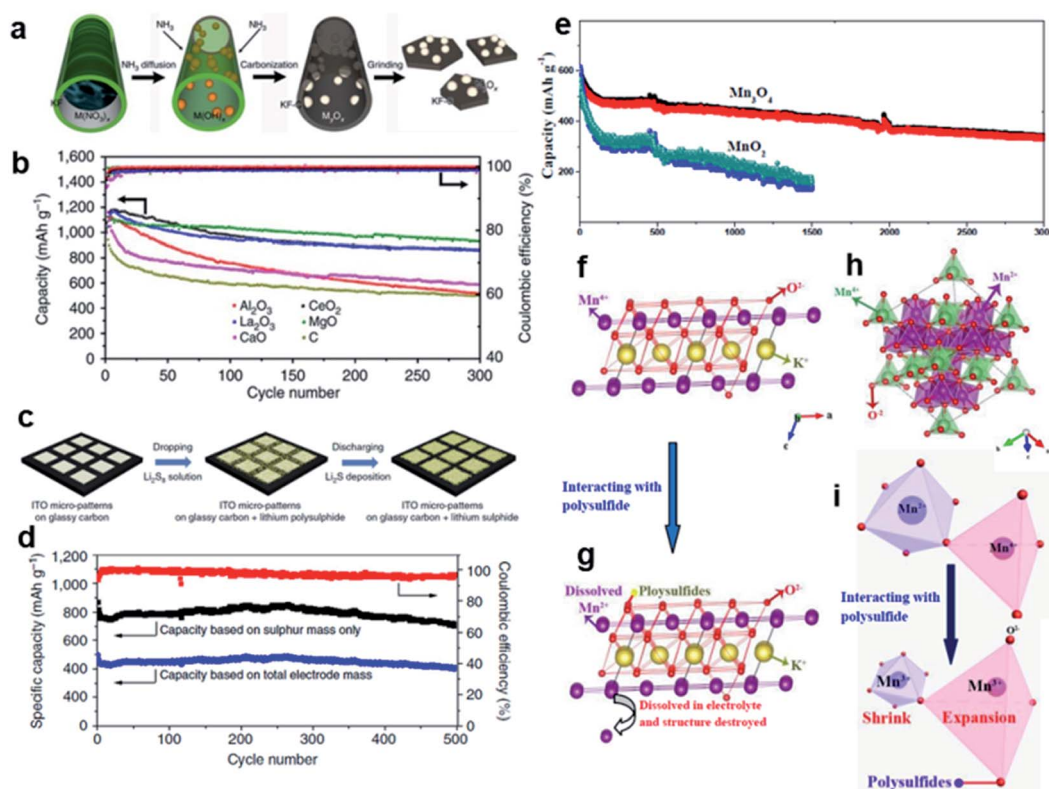 a
NH₃
NH₃
NH₃ diffusion
Carbonization
Grinding
KF
M(NO₃)ₓ
M(OH)ₓ
KF-C
MₓOₓ
KF-C
b
Capacity (mAh g⁻¹)
Coulombic efficiency (%)
1,600
1,400
1,200
1,000
800
600
400
200
0
100
80
60
40
Al₂O₃
CeO₂
La₂O₃
MgO
CaO
C
0 50 100 150 200 250 300
Cycle number
c
Dropping
Li₂S₈ solution
Discharging
Li₂S deposition
ITO micro-patterns
on glassy carbon
ITO micro-patterns
on glassy carbon + lithium polysulphide
ITO micro-patterns
on glassy carbon + lithium sulphide
d
Specific capacity (mAh g⁻¹)
Coulombic efficiency (%)
1,200
1,000
800
600
400
200
0
100
80
60
40
20
0
Capacity based on sulphur mass only
Capacity based on total electrode mass
0 100 200 300 400 500
Cycle number
e
Capacity (mAh g⁻¹)
600
400
200
Mn₃O₄
MnO₂
0 500 1000 1500 2000 2500 3000
f
Mn⁴⁺
O²⁻
K⁺
b
a
c
Interacting with
polysulfide
g
Dissolved
Mn²⁺
Ploysulfides
O²⁻
K⁺
Dissolved in electrolyte
and structure destroyed
h
Mn⁴⁺
Mn²⁺
O⁻²
i
Mn²⁺
Mn⁴⁺
Interacting with
polysulfide
O²⁻
Mn³⁺
Mn³⁺
Shrink
Expansion
Polysulfides